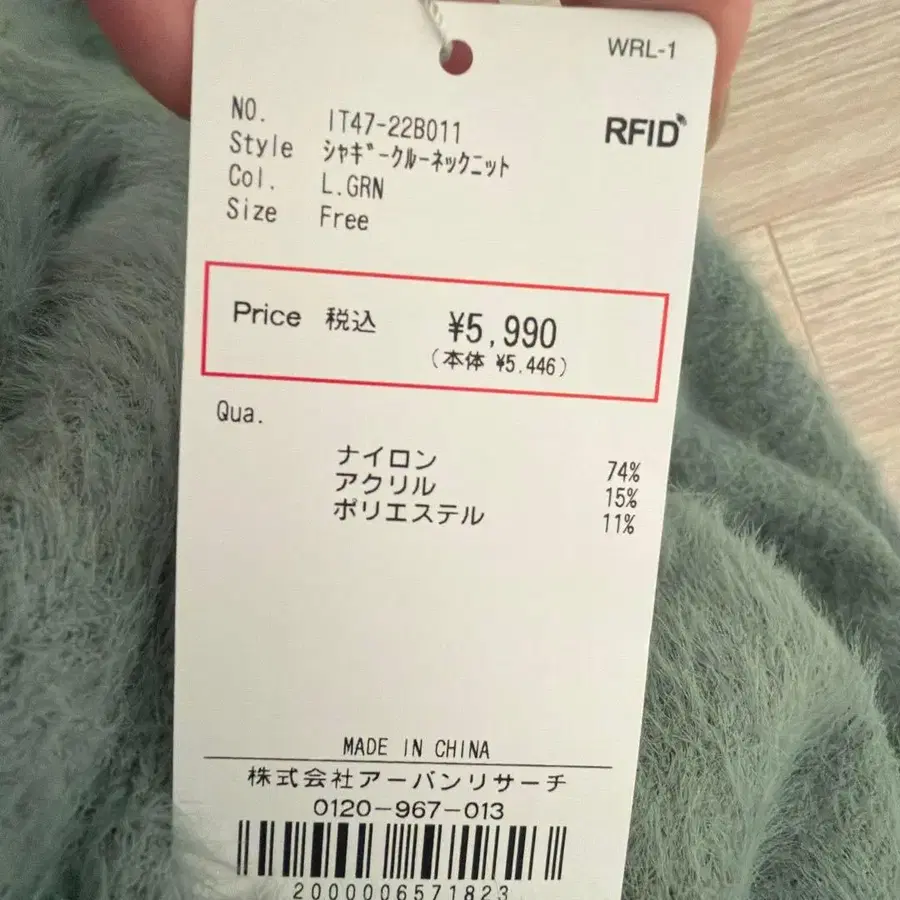 WRL-1
RFID
NO. IT47-22B011
Style ｼｬｷﾞｰｸﾙｰﾈｯｸﾆｯﾄ
Col. L.GRN
Size Free
Price 税込 ¥5,990
(本体 ¥5.446)
Qua.
ナイロン 74%
アクリル 15%
ポリエステル 11%
MADE IN CHINA
株式会社アーバンリサーチ
0120-967-013
2000006571823